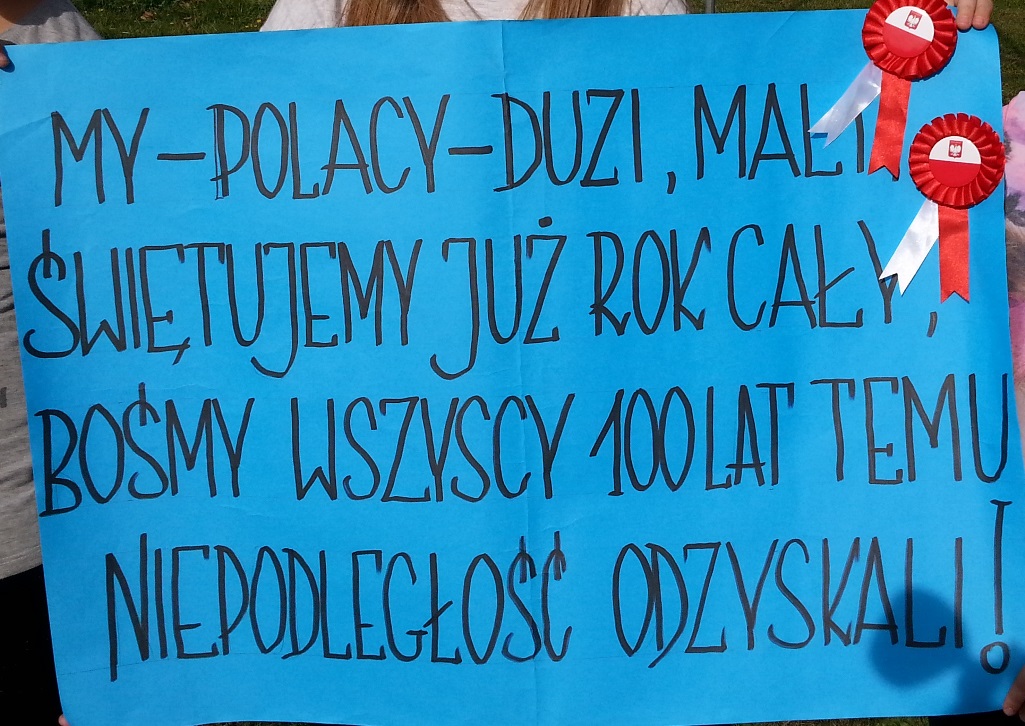 MY – POLACY – DUZI, MALI,
ŚWIĘTUJEMY JUŻ ROK CAŁY,
BOŚMY WSZYSCY 100 LAT TEMU
NIEPODLEGŁOŚĆ ODZYSKALI!